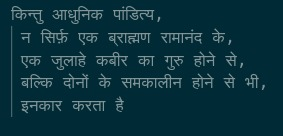 किन्तु आधुनिक पांडित्य,
न सिर्फ़ एक ब्राह्मण रामानंद के,
एक जुलाहे कबीर का गुरु होने से,
बल्कि दोनों के समकालीन होने से भी,
इनकार करता है